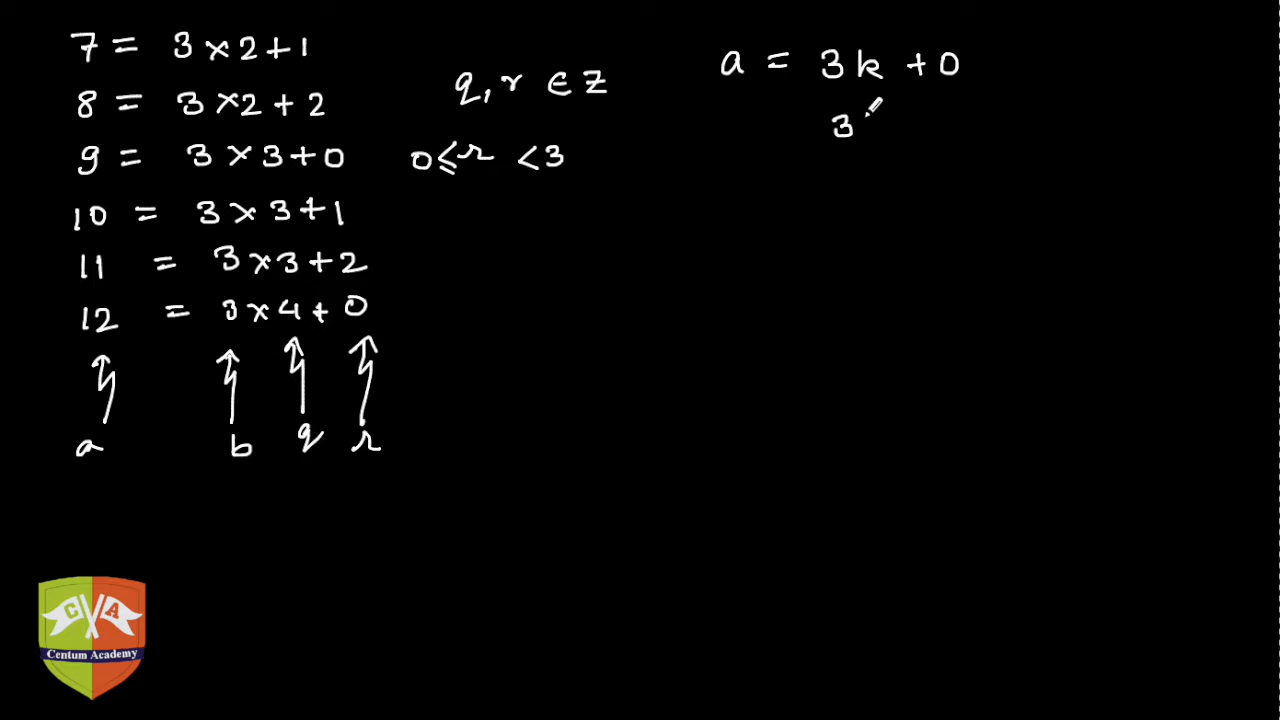 7 = 3 × 2 + 1
8 = 3 × 2 + 2
9 = 3 × 3 + 0
10 = 3 × 3 + 1
11 = 3 × 3 + 2
12 = 3 × 4 + 0
a b q r
q, r ∈ Z
0 ≤ r < 3
a = 3k + 0
3
C A
Centum Academy